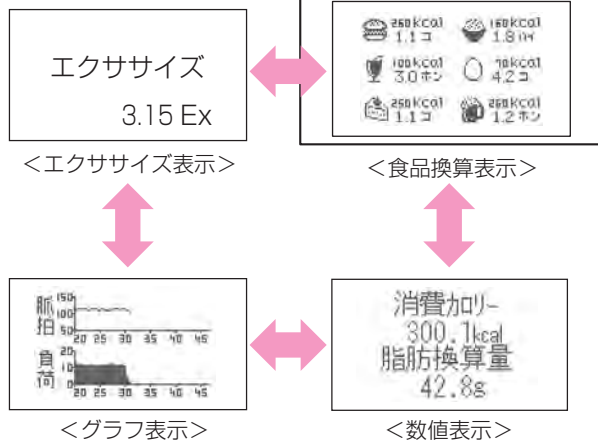 エクササイズ
3.15 Ex
<エクササイズ表示>
260kcal 1.1コ 160kcal 1.8ハイ
100kcal 3.0ホン 70kcal 4.2コ
250kcal 1.1コ 260kcal 1.2ホン
<食品換算表示>
脈拍
150
100
50
20 25 30 35 40 45
負荷
20
10
0
20 25 30 35 40 45
<グラフ表示>
消費カロリー
300.1kcal
脂肪換算量
42.8g
<数値表示>